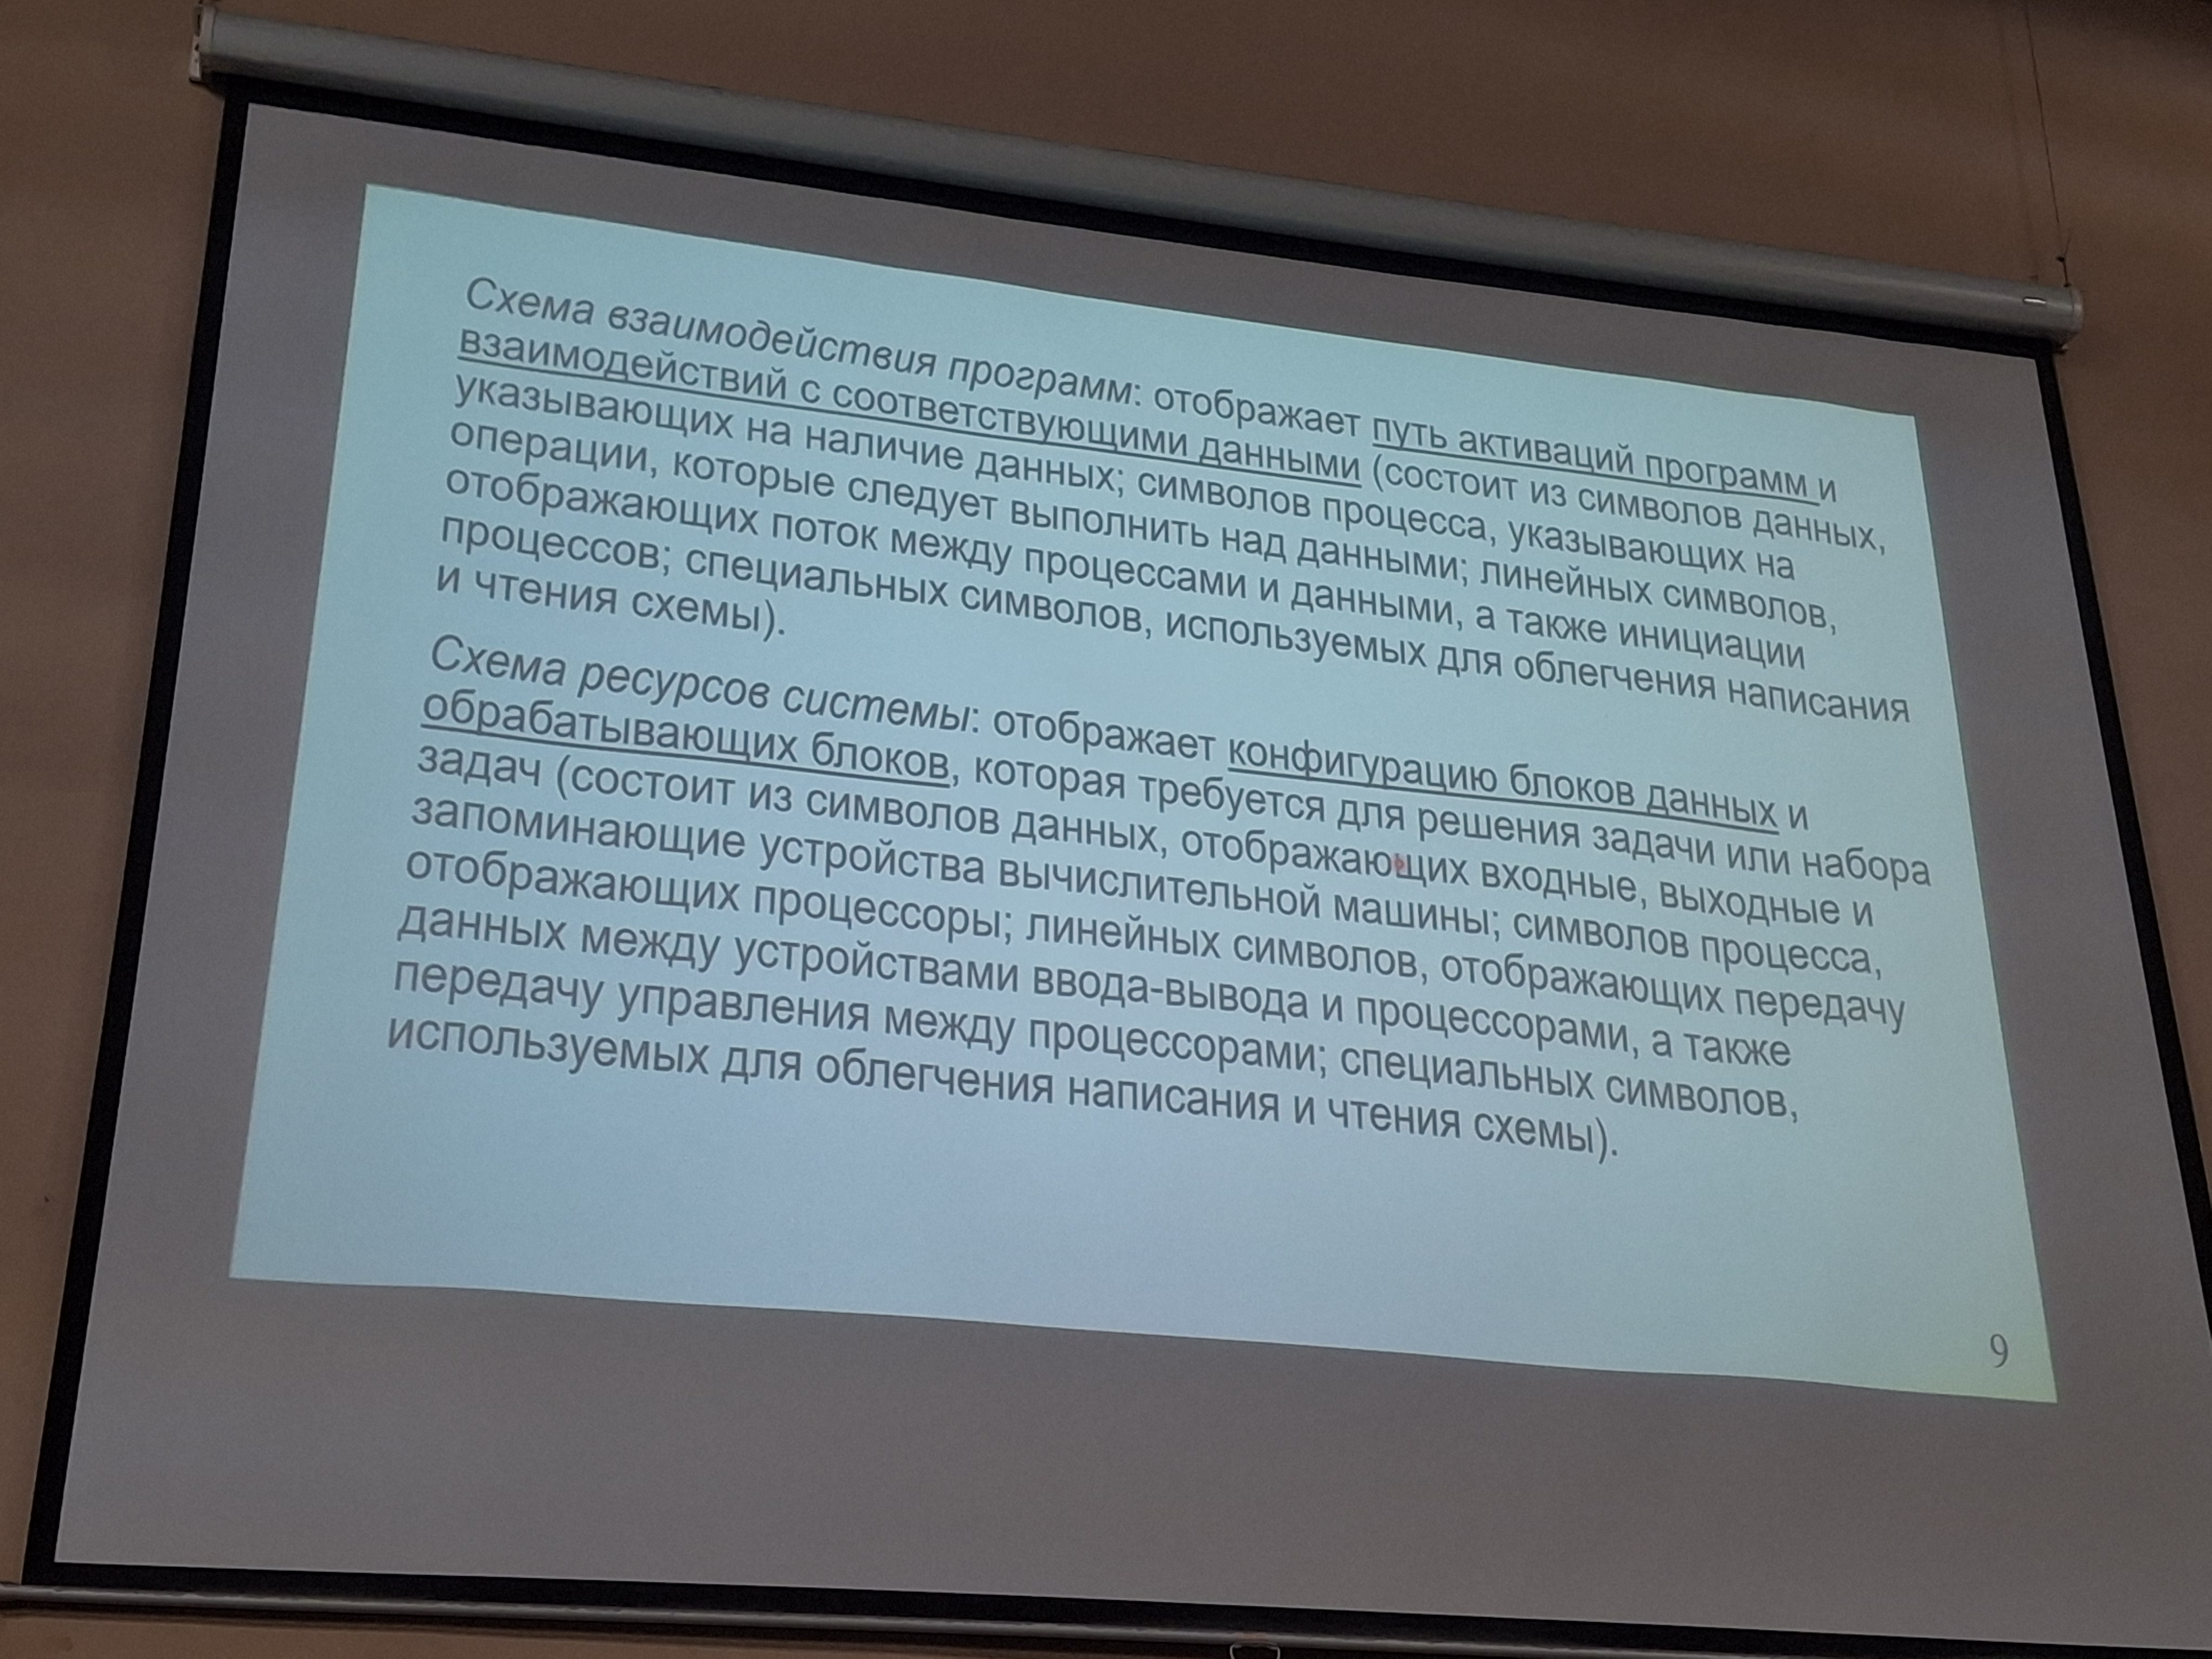 Схема взаимодействия программ: отображает путь активаций программ и
взаимодействий с соответствующими данными (состоит из символов данных,
указывающих на наличие данных; символов процесса, указывающих на
операции, которые следует выполнить над данными; линейных символов,
отображающих поток между процессами и данными, а также инициации
процессов; специальных символов, используемых для облегчения написания
и чтения схемы).
Схема ресурсов системы: отображает конфигурацию блоков данных и
обрабатывающих блоков, которая требуется для решения задачи или набора
задач (состоит из символов данных, отображающих входные, выходные и
запоминающие устройства вычислительной машины; символов процесса,
отображающих процессоры; линейных символов, отображающих передачу
данных между устройствами ввода-вывода и процессорами, а также
передачу управления между процессорами; специальных символов,
используемых для облегчения написания и чтения схемы).
9